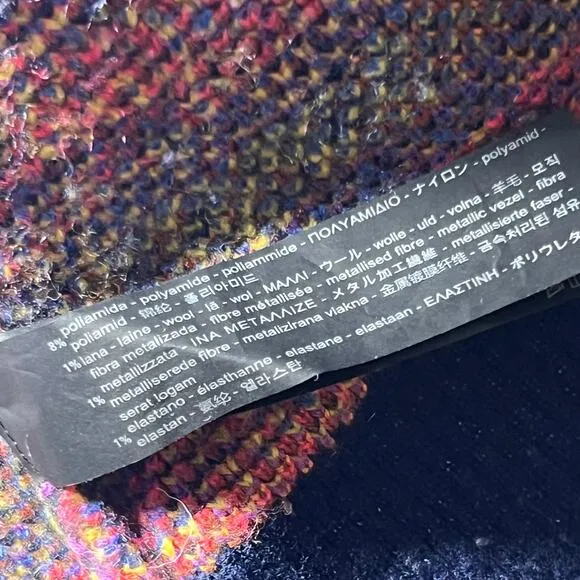 8% poliamida - polyamide - poliammide - ΠΟΛΥΑΜΙΔΙΟ - ナイロン - polyamid -
poliamid - 锦纶 - 폴리아미드
1% lana - laine - wool - lã - wol - ΜΑΛΛΙ - ウール - wolle - uld - volna - 羊毛 - 모직
fibra metalizada - fibre métallisée - metallised fibre - metallic vezel - fibra
metallizzata - ΙΝΑ ΜΕΤΑΛΛΙΖΕ - メタル加工繊維 - metallisierte faser -
1% metalliserede fibre - metalizirana vlakna - 金属镀膜纤维 - 금속처리된 섬유
serat logam
elastano - élasthanne - elastane - elastaan - ΕΛΑΣΤΙΝΗ - ポリウレタ
1% elastan - 氨纶 - 엘라스탄